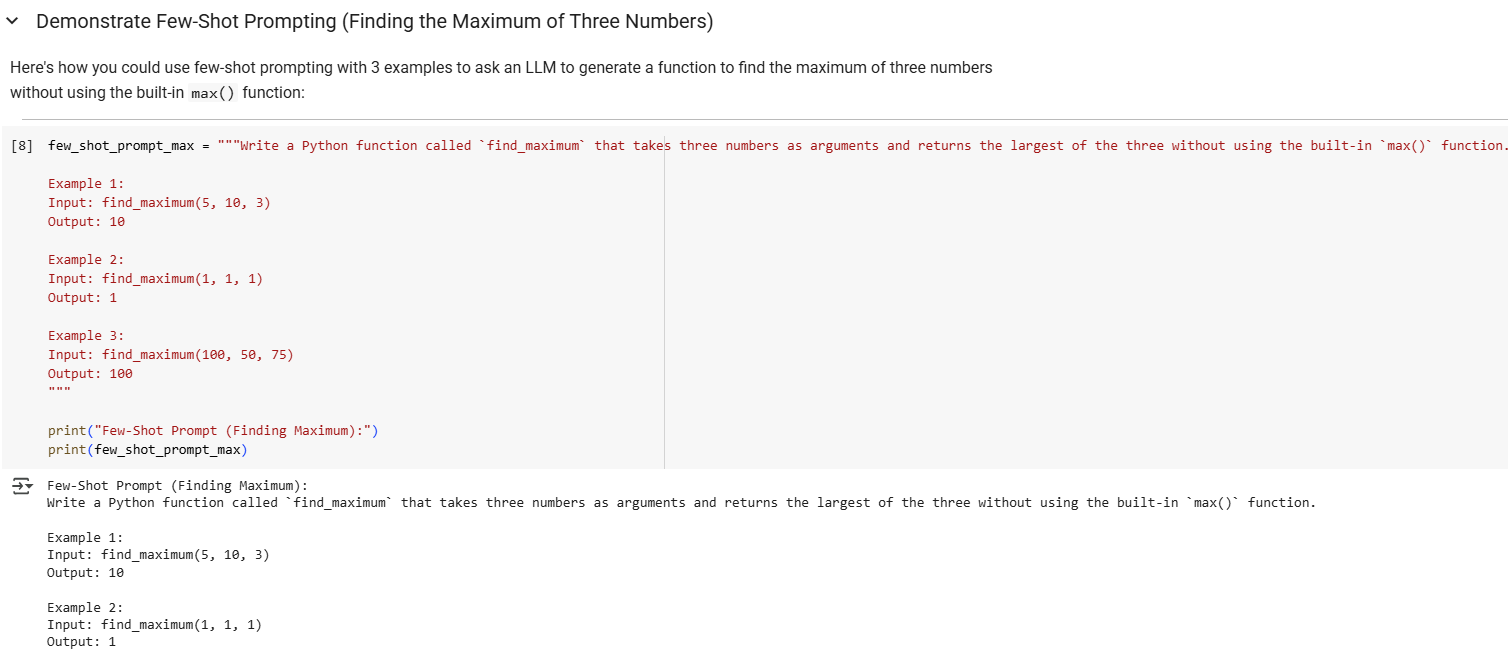 Demonstrate Few-Shot Prompting (Finding the Maximum of Three Numbers)
Here's how you could use few-shot prompting with 3 examples to ask an LLM to generate a function to find the maximum of three numbers
without using the built-in max() function:
[8] few_shot_prompt_max = """Write a Python function called `find_maximum` that takes three numbers as arguments and returns the largest of the three without using the built-in `max()` function.
Example 1:
Input: find_maximum(5, 10, 3)
Output: 10
Example 2:
Input: find_maximum(1, 1, 1)
Output: 1
Example 3:
Input: find_maximum(100, 50, 75)
Output: 100
"""
print("Few-Shot Prompt (Finding Maximum):")
print(few_shot_prompt_max)
Few-Shot Prompt (Finding Maximum):
Write a Python function called `find_maximum` that takes three numbers as arguments and returns the largest of the three without using the built-in `max()` function.
Example 1:
Input: find_maximum(5, 10, 3)
Output: 10
Example 2:
Input: find_maximum(1, 1, 1)
Output: 1